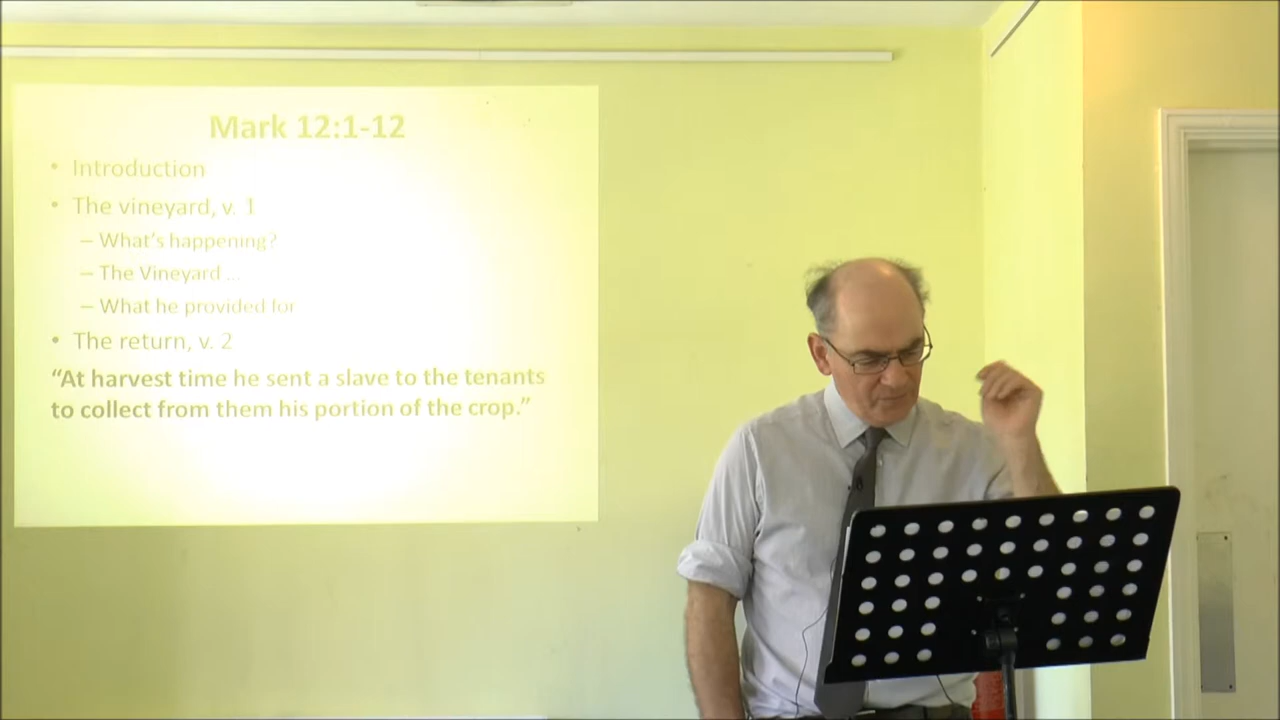 Mark 12:1-12
• Introduction
• The vineyard, v. 1
– What's happening?
– The Vineyard ...
– What he provided for
• The return, v. 2
“At harvest time he sent a slave to the tenants
to collect from them his portion of the crop.”